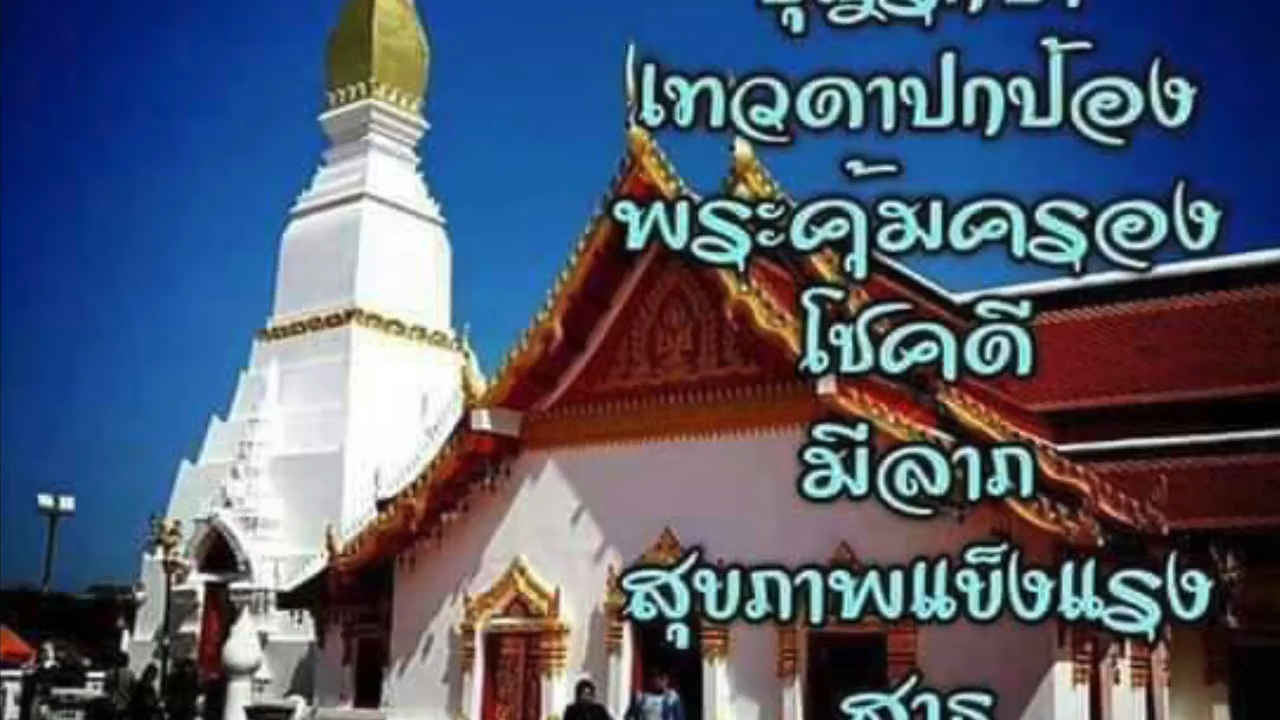 เทวดาปกป้อง
พระคุ้มครอง
โชคดี
มีลาภ
สุขภาพแข็งแรง